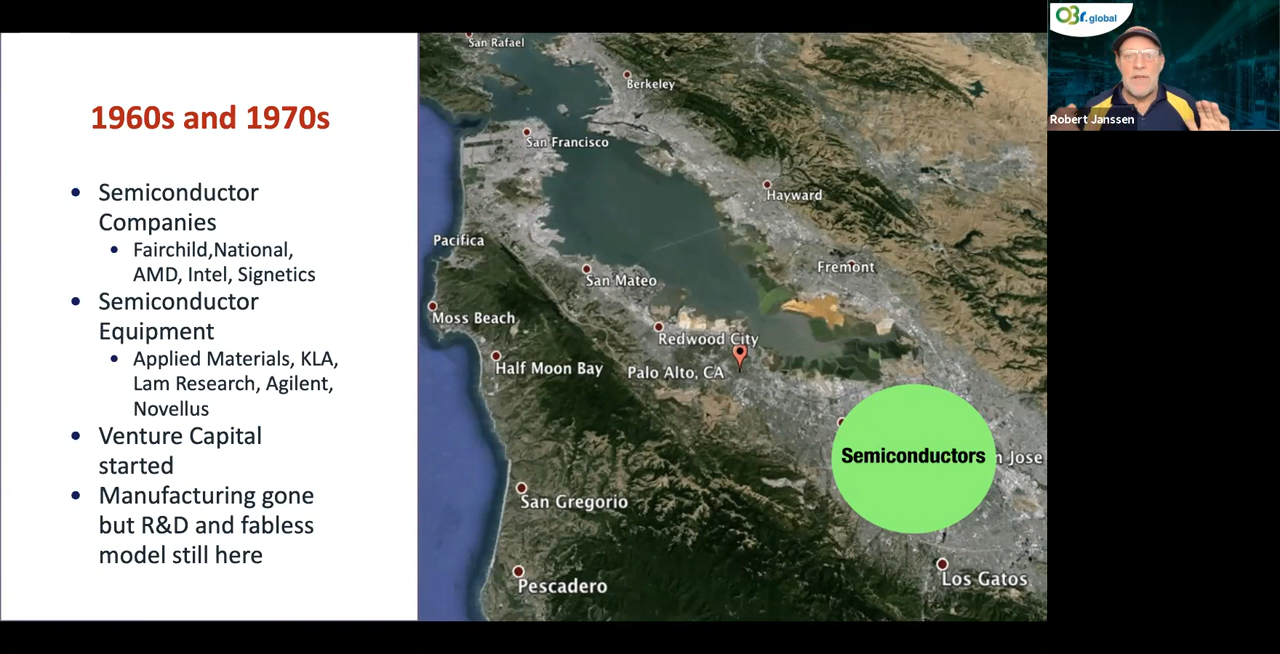 1960s and 1970s
• Semiconductor
Companies
• Fairchild,National,
AMD, Intel, Signetics
• Semiconductor
Equipment
• Applied Materials, KLA,
Lam Research, Agilent,
Novellus
• Venture Capital
started
• Manufacturing gone
but R&D and fabless
model still here
San Rafael
Berkeley
San Francisco
Hayward
Pacifica
Fremont
San Mateo
Moss Beach
Redwood City
Half Moon Bay
Palo Alto, CA
Semiconductors
n Jose
San Gregorio
Los Gatos
Pescadero
OBr.global
Robert Janssen